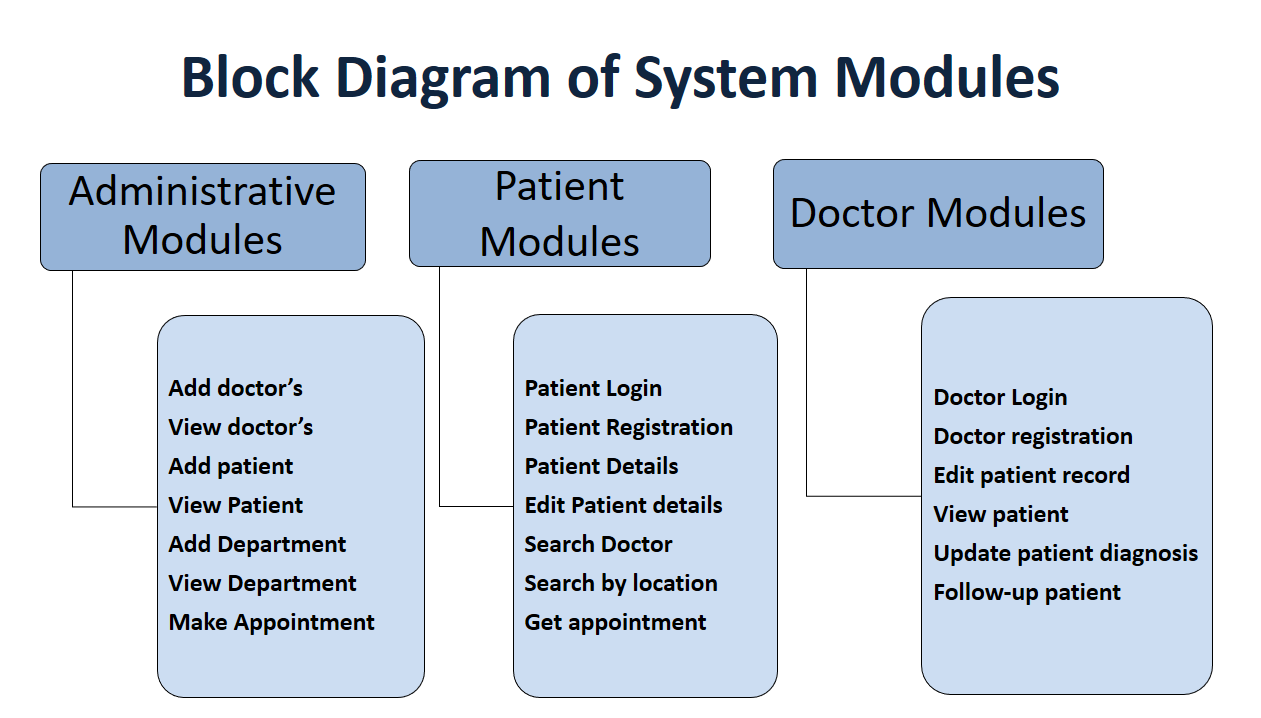 Block Diagram of System Modules
Administrative
Modules
Add doctor’s
View doctor’s
Add patient
View Patient
Add Department
View Department
Make Appointment
Patient
Modules
Patient Login
Patient Registration
Patient Details
Edit Patient details
Search Doctor
Search by location
Get appointment
Doctor Modules
Doctor Login
Doctor registration
Edit patient record
View patient
Update patient diagnosis
Follow-up patient